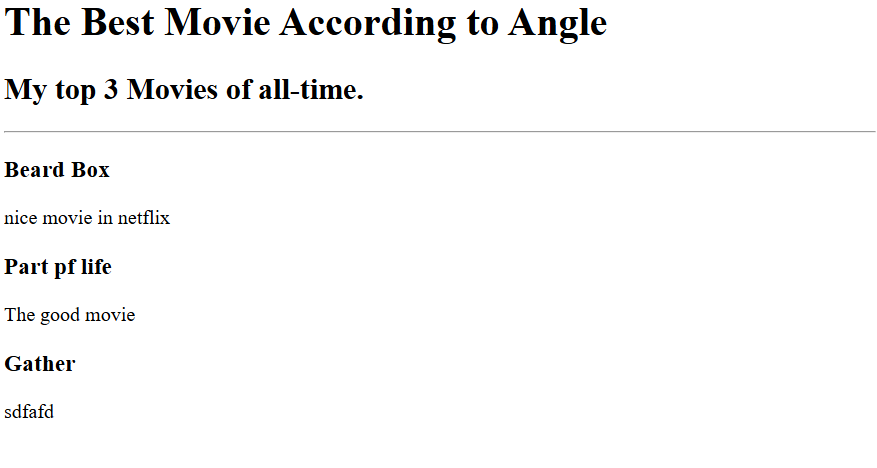 The Best Movie According to Angle
My top 3 Movies of all-time.
Beard Box
nice movie in netflix
Part pf life
The good movie
Gather
sdfafd